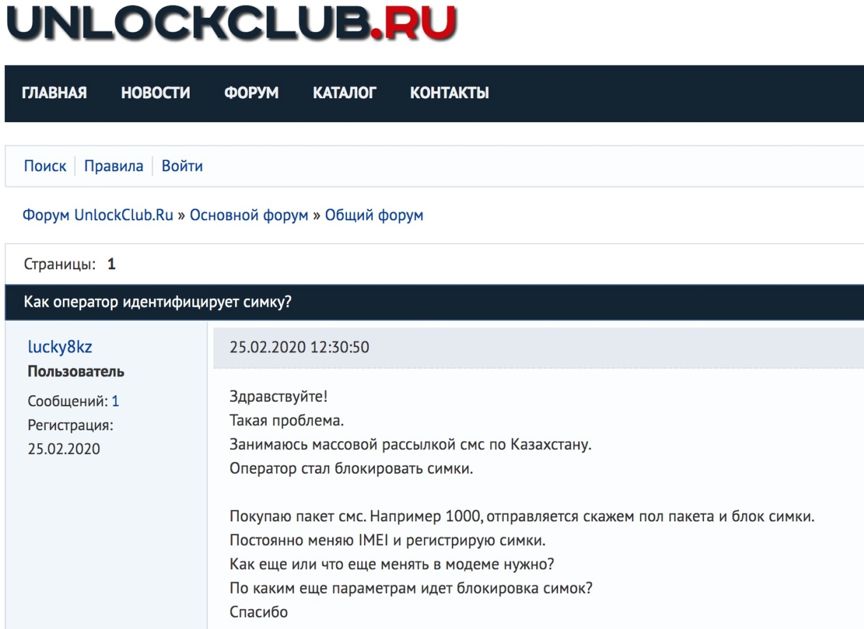 UNLOCKCLUB.RU
ГЛАВНАЯ НОВОСТИ ФОРУМ КАТАЛОГ КОНТАКТЫ
Поиск Правила Войти
Форум UnlockClub.Ru » Основной форум » Общий форум
Страницы: 1
Как оператор идентифицирует симку?
lucky8kz
Пользователь
Сообщений: 1
Регистрация:
25.02.2020
25.02.2020 12:30:50
Здравствуйте!
Такая проблема.
Занимаюсь массовой рассылкой смс по Казахстану.
Оператор стал блокировать симки.
Покупаю пакет смс. Например 1000, отправляется скажем пол пакета и блок симки.
Постоянно меняю IMEI и регистрирую симки.
Как еще или что еще менять в модеме нужно?
По каким еще параметрам идет блокировка симок?
Спасибо